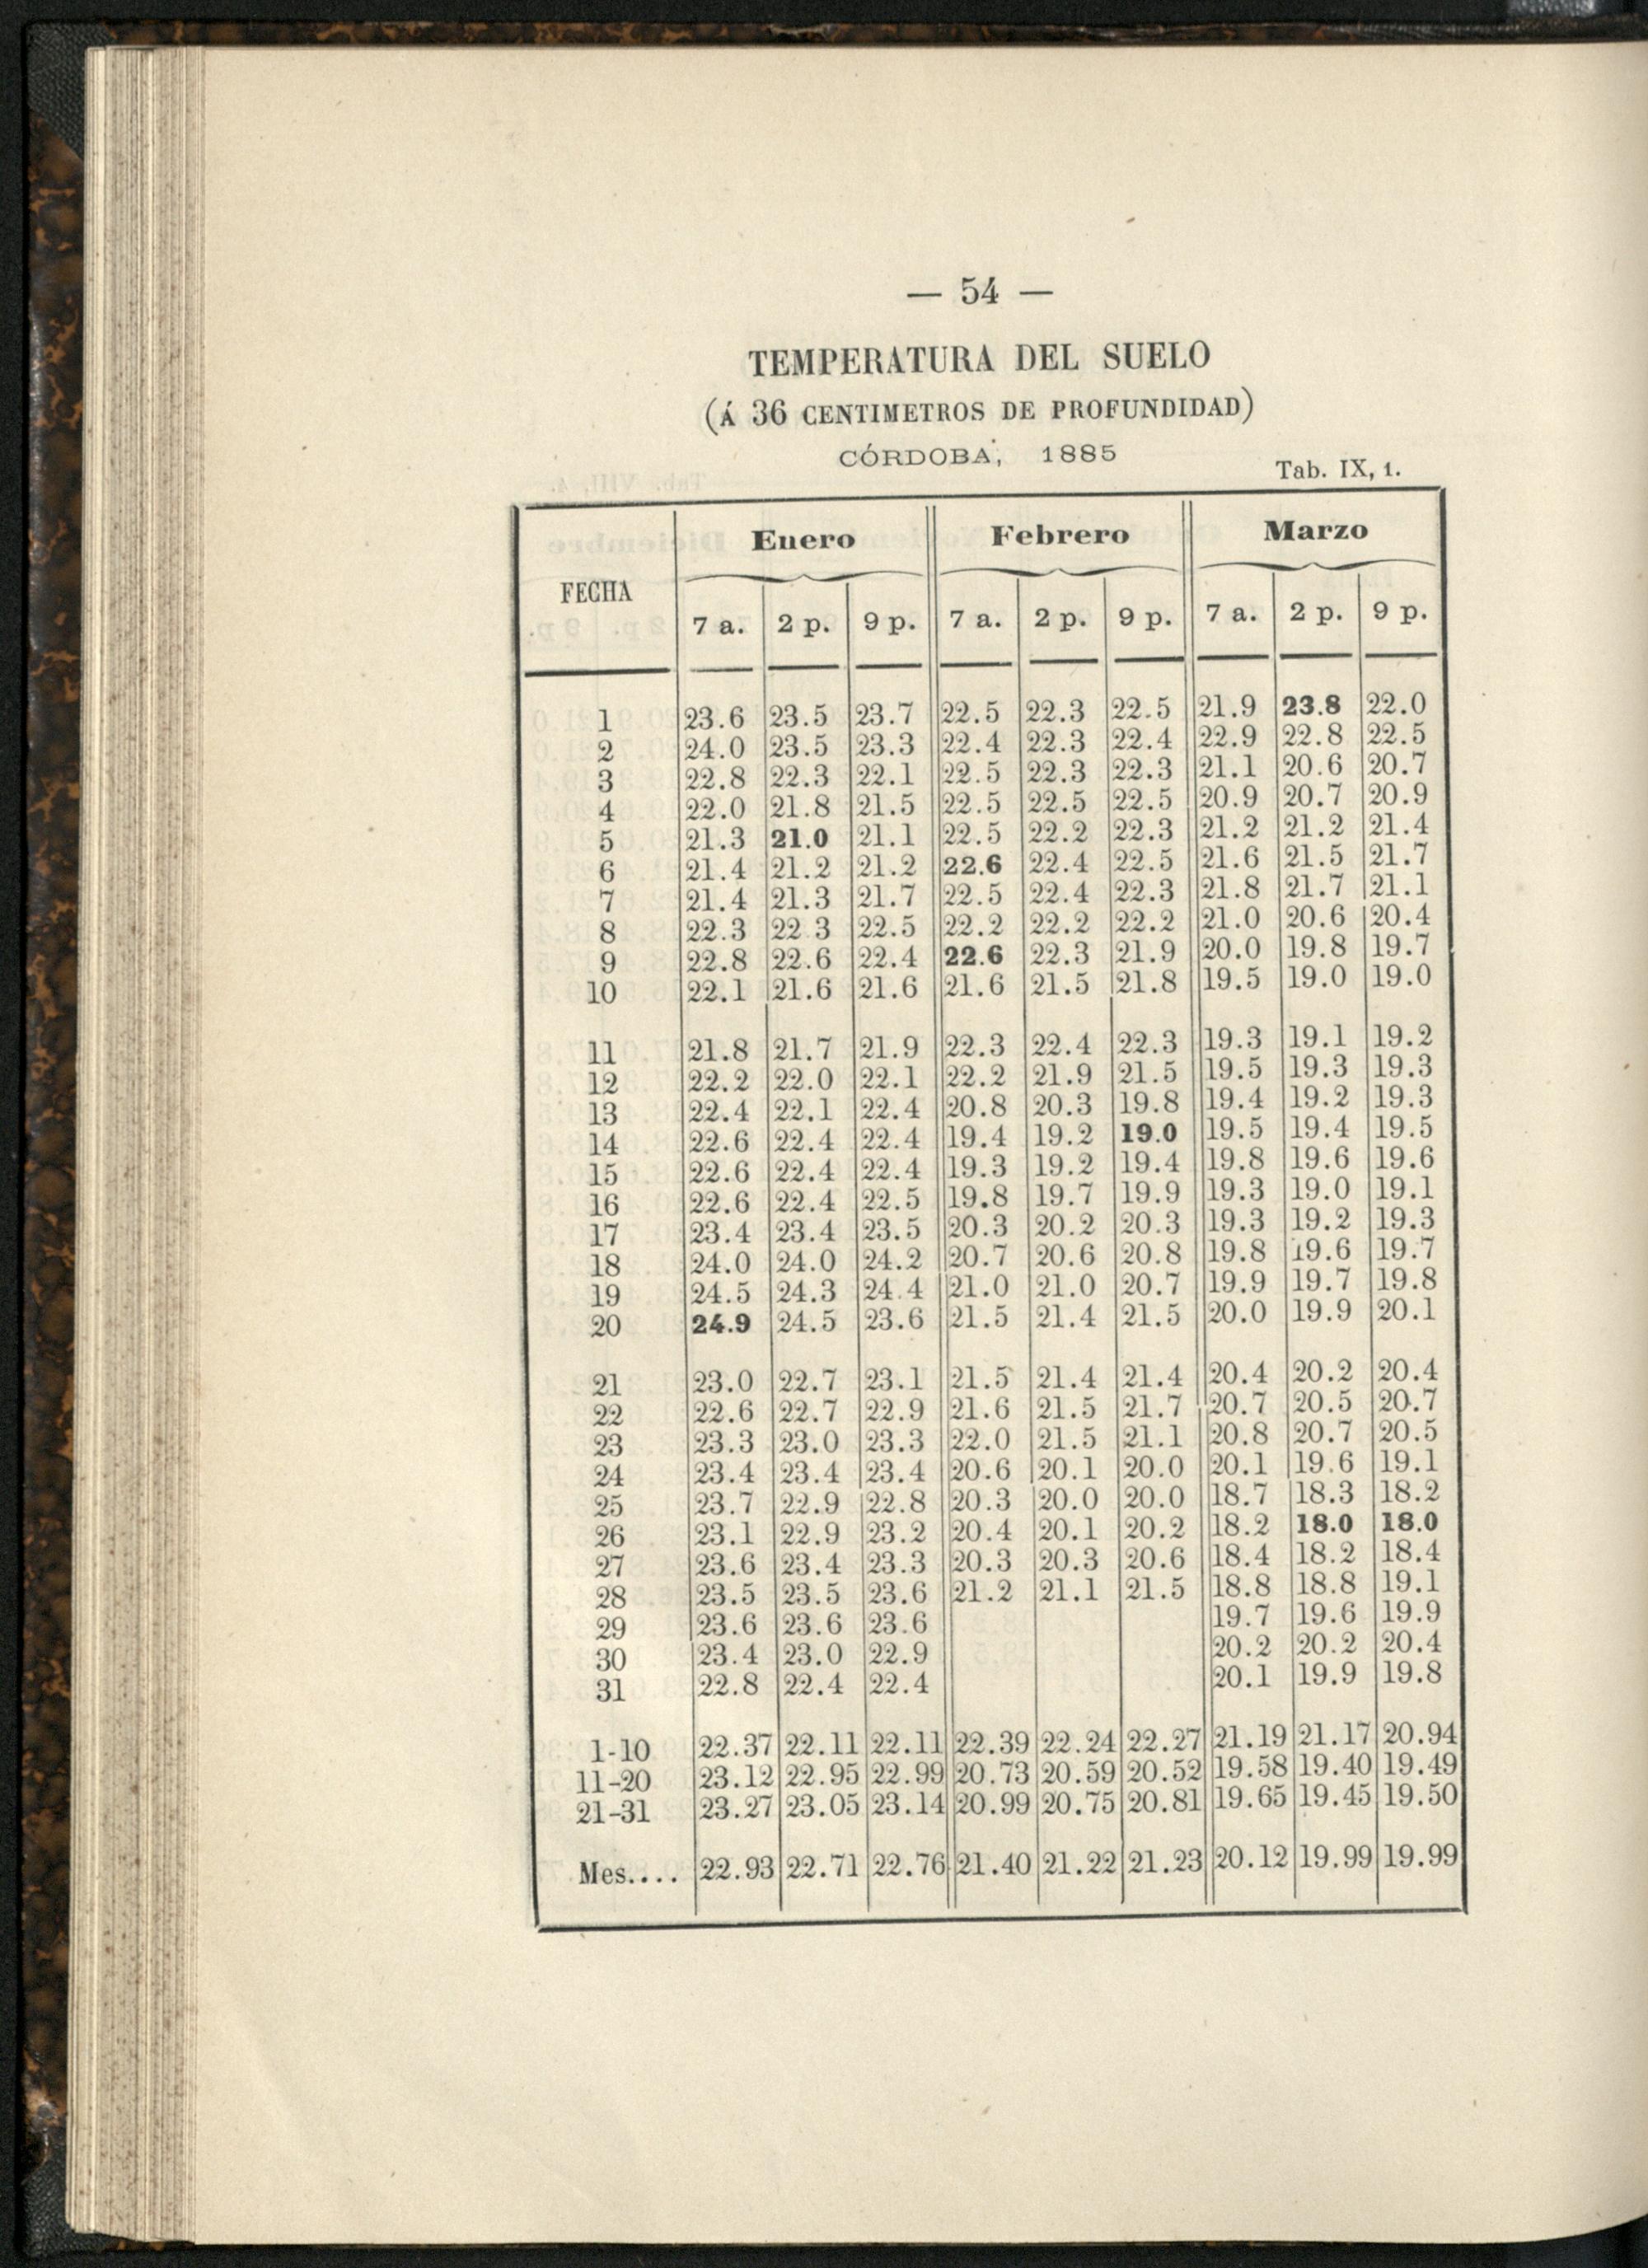 — 54 —
TEMPERATURA DEL SUELO
(Á 36 CENTIMETROS DE PROFUNDIDAD)
CÓRDOBA, 1885
Tab. IX, 1.
FECHA Enero Febrero Marzo
7 a. 2 p. 9 p. 7 a. 2 p. 9 p. 7 a. 2 p. 9 p.
1 23.6 23.5 23.7 22.5 22.3 22.5 21.9 23.8 22.0
2 24.0 23.5 23.3 22.4 22.3 22.4 22.9 22.8 22.5
3 22.8 22.3 22.1 22.5 22.3 22.3 21.1 20.6 20.7
4 22.0 21.8 21.5 22.5 22.5 22.5 20.9 20.7 20.9
5 21.3 21.0 21.1 22.5 22.2 22.3 21.2 21.2 21.4
6 21.4 21.2 21.2 22.6 22.4 22.5 21.6 21.5 21.7
7 21.4 21.3 21.7 22.5 22.4 22.3 21.8 21.7 21.1
8 22.3 22 3 22.5 22.2 22.2 22.2 21.0 20.6 20.4
9 22.8 22.6 22.4 22.6 22.3 21.9 20.0 19.8 19.7
10 22.1 21.6 21.6 21.6 21.5 21.8 19.5 19.0 19.0
11 21.8 21.7 21.9 22.3 22.4 22.3 19.3 19.1 19.2
12 22.2 22.0 22.1 22.2 21.9 21.5 19.5 19.3 19.3
13 22.4 22.1 22.4 20.8 20.3 19.8 19.4 19.2 19.3
14 22.6 22.4 22.4 19.4 19.2 19.0 19.5 19.4 19.5
15 22.6 22.4 22.4 19.3 19.2 19.4 19.8 19.6 19.6
16 22.6 22.4 22.5 19.8 19.7 19.9 19.3 19.0 19.1
17 23.4 23.4 23.5 20.3 20.2 20.3 19.3 19.2 19.3
18 24.0 24.0 24.2 20.7 20.6 20.8 19.8 19.6 19.7
19 24.5 24.3 24.4 21.0 21.0 20.7 19.9 19.7 19.8
20 24.9 24.5 23.6 21.5 21.4 21.5 20.0 19.9 20.1
21 23.0 22.7 23.1 21.5 21.4 21.4 20.4 20.2 20.4
22 22.6 22.7 22.9 21.6 21.5 21.7 20.7 20.5 20.7
23 23.3 23.0 23.3 22.0 21.5 21.1 20.8 20.7 20.5
24 23.4 23.4 23.4 20.6 20.1 20.0 20.1 19.6 19.1
25 23.7 22.9 22.8 20.3 20.0 20.0 18.7 18.3 18.2
26 23.1 22.9 23.2 20.4 20.1 20.2 18.2 18.0 18.0
27 23.6 23.4 23.3 20.3 20.3 20.6 18.4 18.2 18.4
28 23.5 23.5 23.6 21.2 21.1 21.5 18.8 18.8 19.1
29 23.6 23.6 23.6 19.7 19.6 19.9
30 23.4 23.0 22.9 20.2 20.2 20.4
31 22.8 22.4 22.4 20.1 19.9 19.8
1-10 22.37 22.11 22.11 22.39 22.24 22.27 21.19 21.17 20.94
11-20 23.12 22.95 22.99 20.73 20.59 20.52 19.58 19.40 19.49
21-31 23.27 23.05 23.14 20.99 20.75 20.81 19.65 19.45 19.50
Mes.... 22.93 22.71 22.76 21.40 21.22 21.23 20.12 19.99 19.99